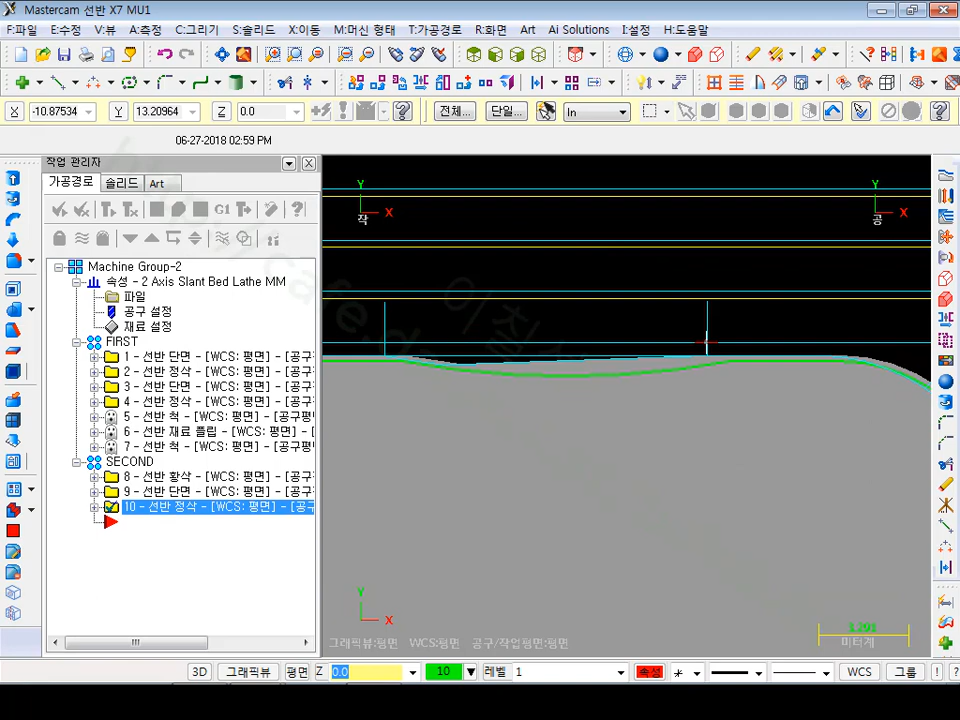 Mastercam 선반 X7 MU1
F:파일 E:수정 V:뷰 A:측정 C:그리기 S:솔리드 X:이동 M:머신 형태 T:가공경로 R:화면 Art Ai Solutions I:설정 H:도움말
X -10.87534 Y 13.20964 Z 0.0 전체... 단일... In
06-27-2018 02:59 PM
작업 관리자
가공경로 솔리드 Art
G1
Machine Group-2
속성 - 2 Axis Slant Bed Lathe MM
파일
공구 설정
재료 설정
FIRST
1 - 선반 단면 - [WCS: 평면] - [공구
2 - 선반 정삭 - [WCS: 평면] - [공구
3 - 선반 단면 - [WCS: 평면] - [공구
4 - 선반 정삭 - [WCS: 평면] - [공구
5 - 선반 척 - [WCS: 평면] - [공구평
6 - 선반 재료 플립 - [WCS: 평면] -
7 - 선반 척 - [WCS: 평면] - [공구평
SECOND
8 - 선반 황삭 - [WCS: 평면] - [공구
9 - 선반 단면 - [WCS: 평면] - [공구
10 - 선반 정삭 - [WCS: 평면] - [공구
Y Y
X X
작 공
Y
X
그래픽뷰:평면 WCS:평면 공구/작업평면:평면
3.291
미터계
3D 그래픽뷰 평면 Z 0.0 10 레벨 1 속성 WCS 그룹 ! ?